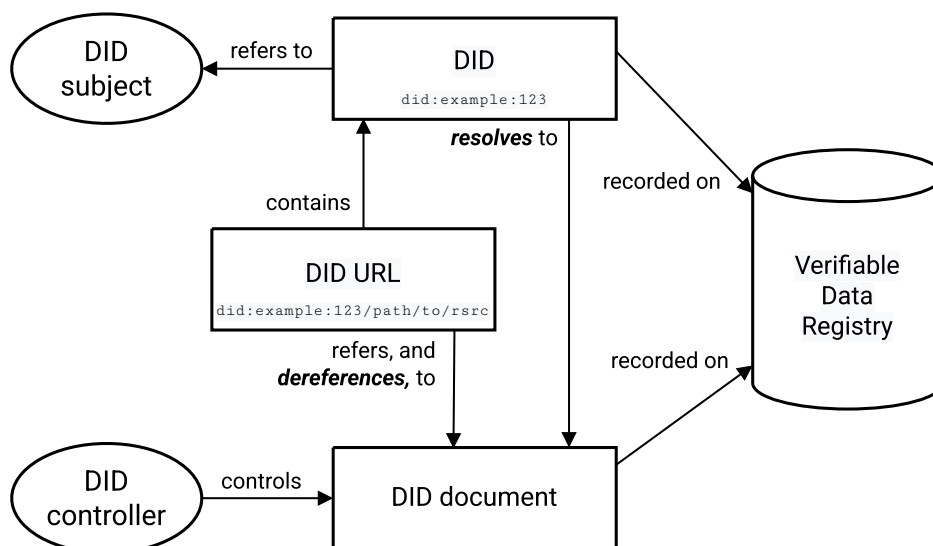 DID
subject
refers to
DID
did:example:123
resolves to
recorded on
contains
DID URL
did:example:123/path/to/rsrc
Verifiable
Data
Registry
refers, and
dereferences, to
recorded on
DID
controller
controls
DID document